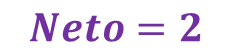 Neto = 2